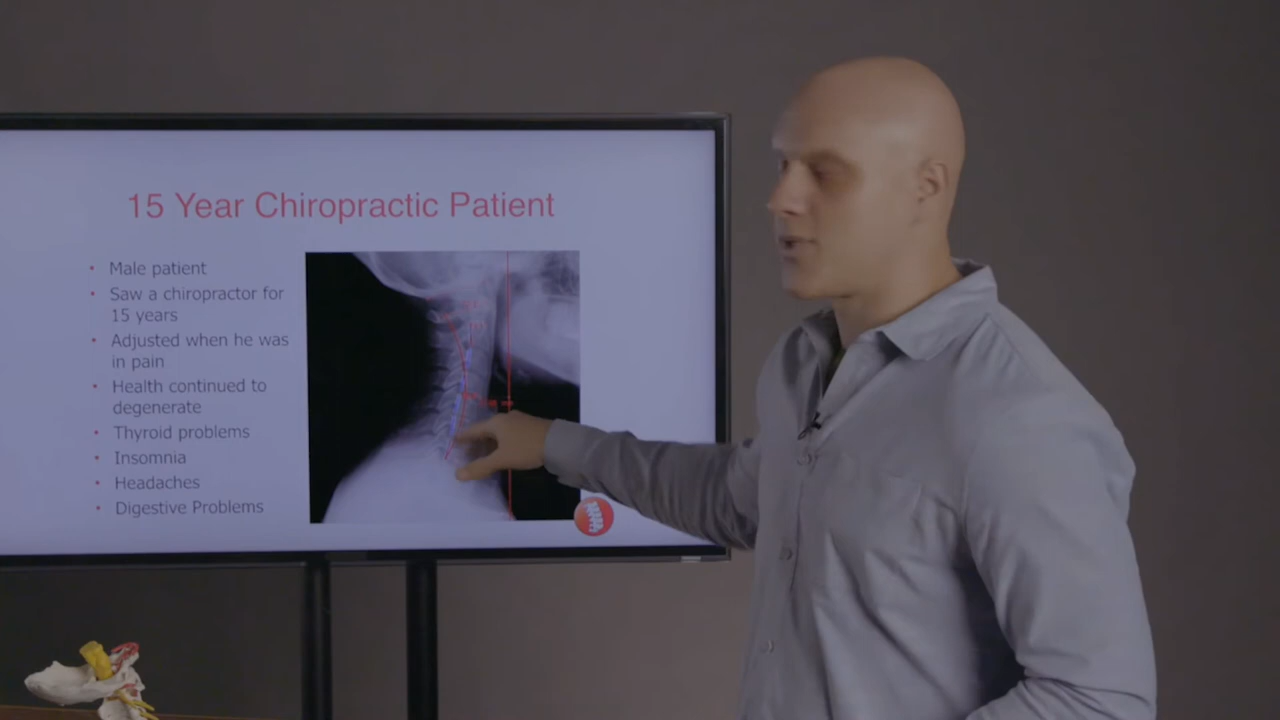 15 Year Chiropractic Patient
• Male patient
• Saw a chiropractor for
15 years
• Adjusted when he was
in pain
• Health continued to
degenerate
• Thyroid problems
• Insomnia
• Headaches
• Digestive Problems